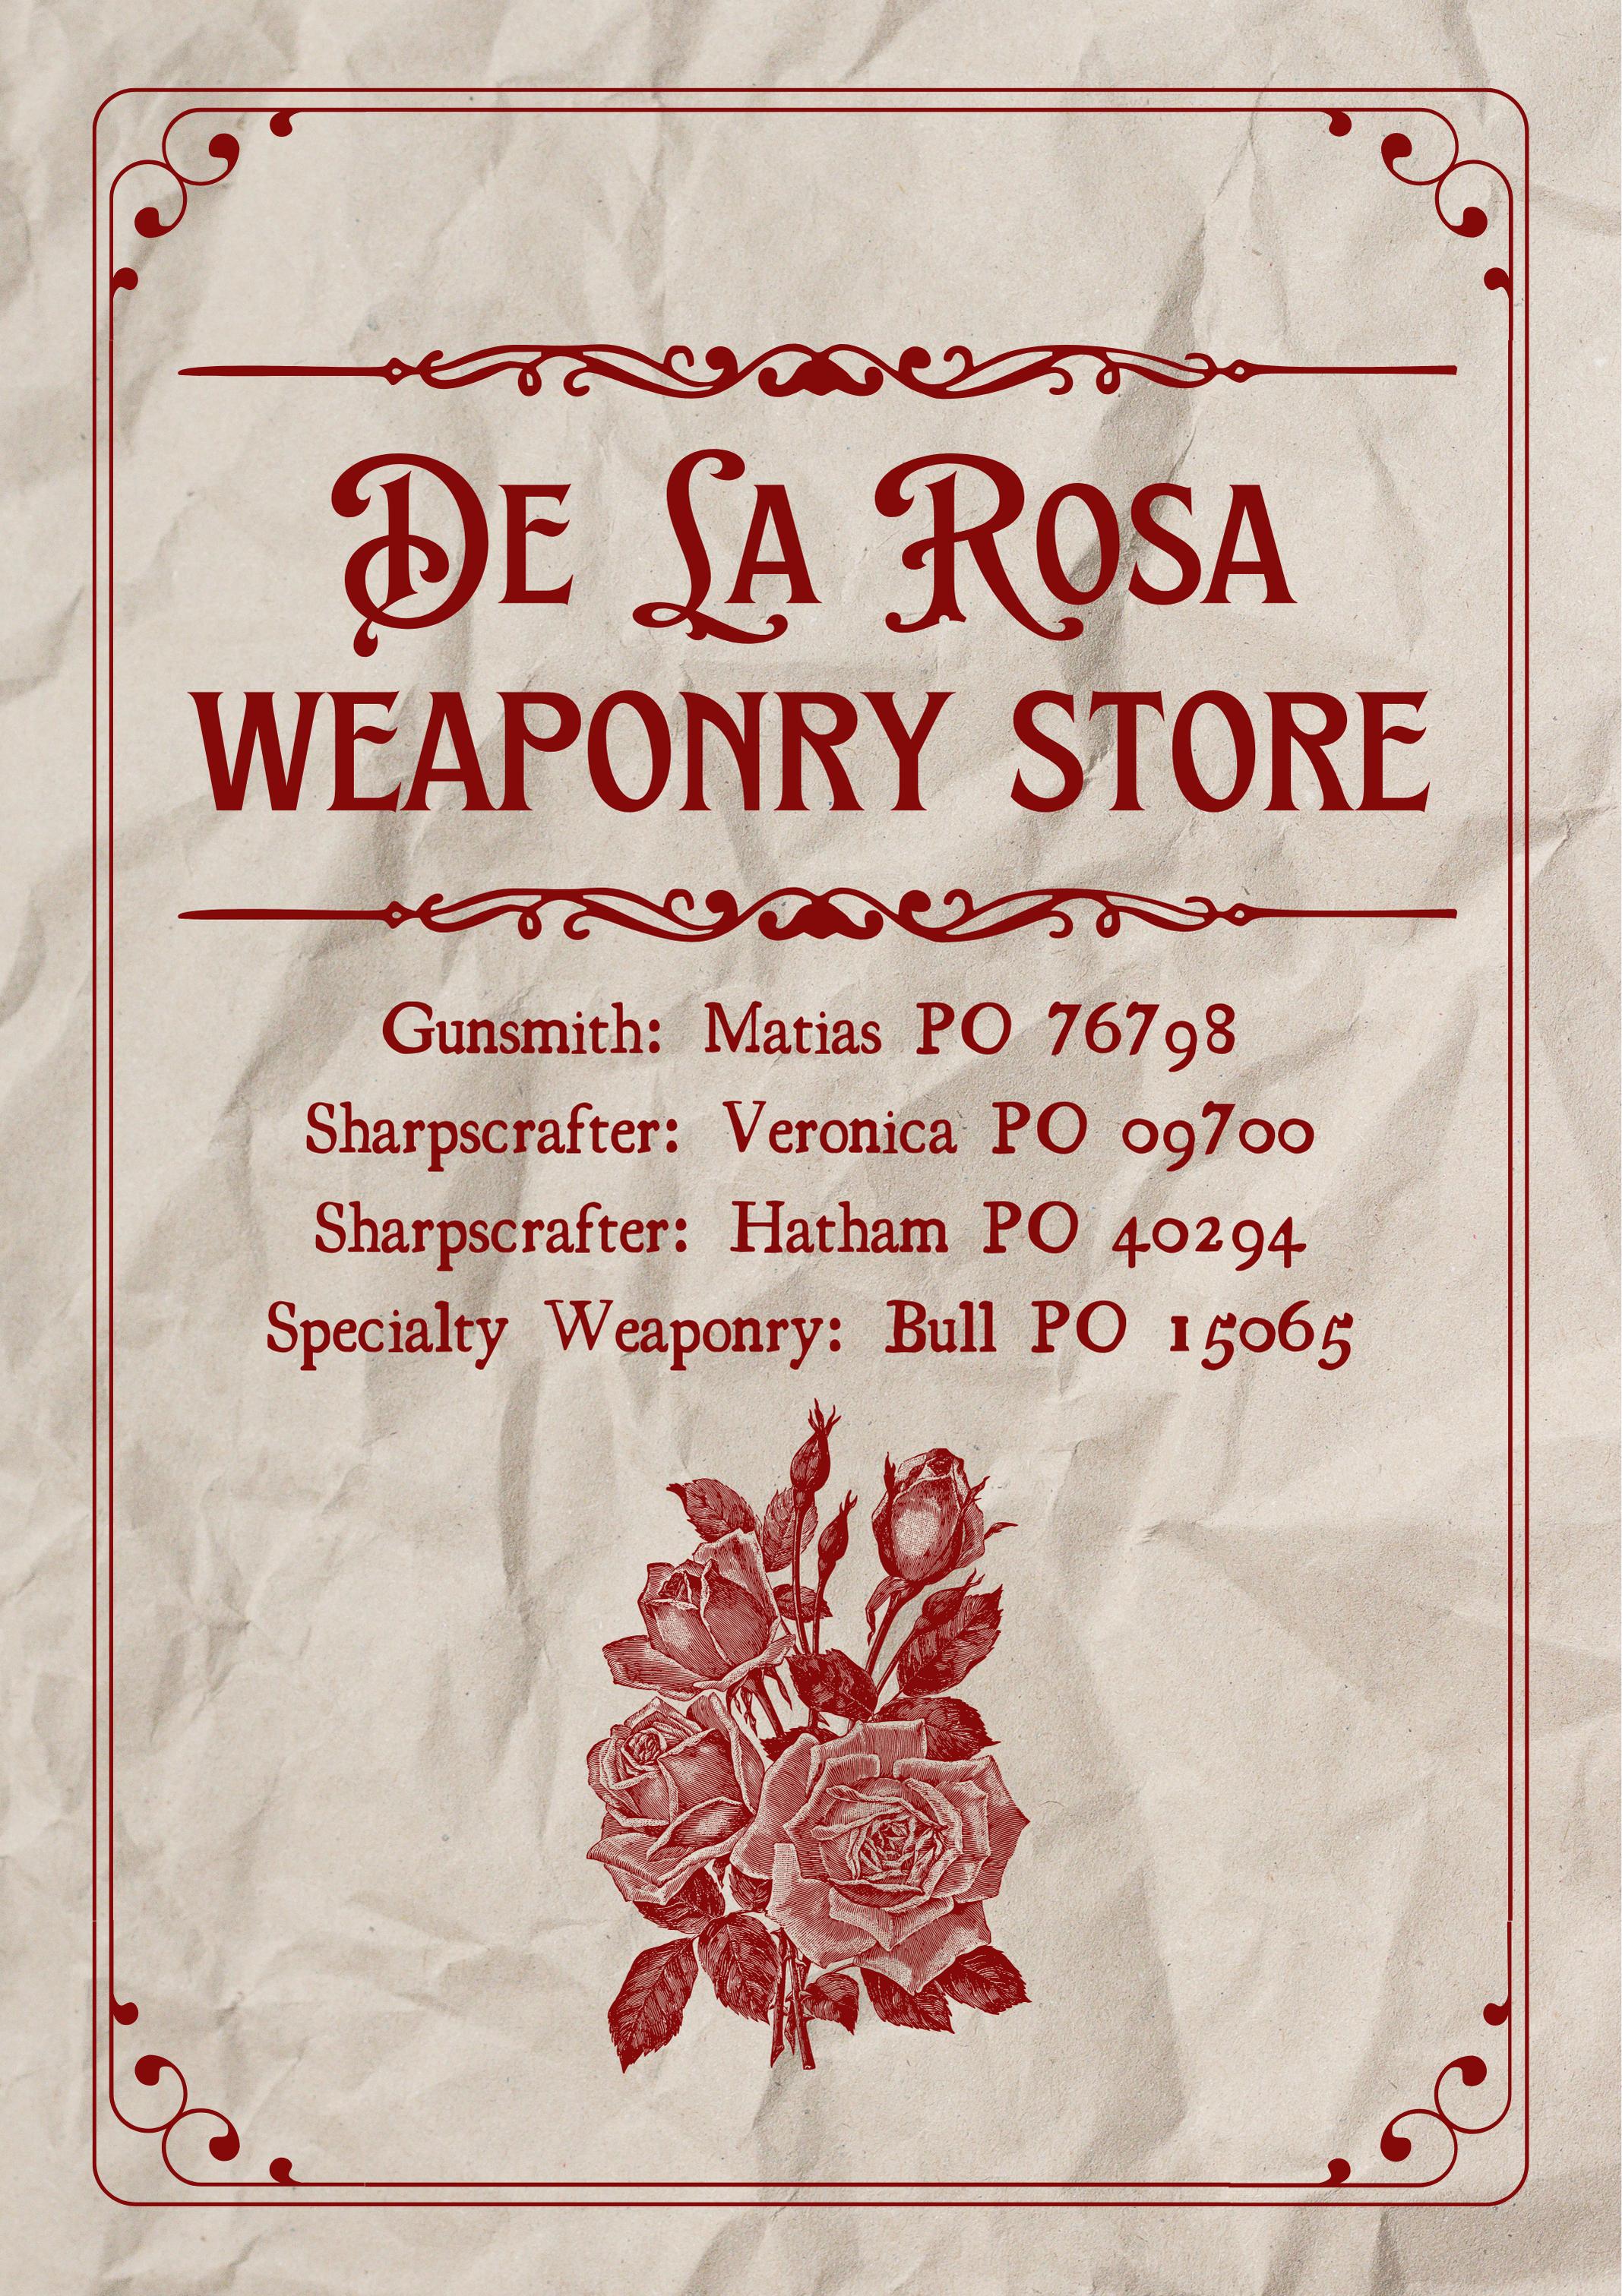 De La Rosa
WEAPONRY STORE
Gunsmith: Matias PO 76798
Sharpscrafter: Veronica PO 09700
Sharpscrafter: Hatham PO 40294
Specialty Weaponry: Bull PO 15065